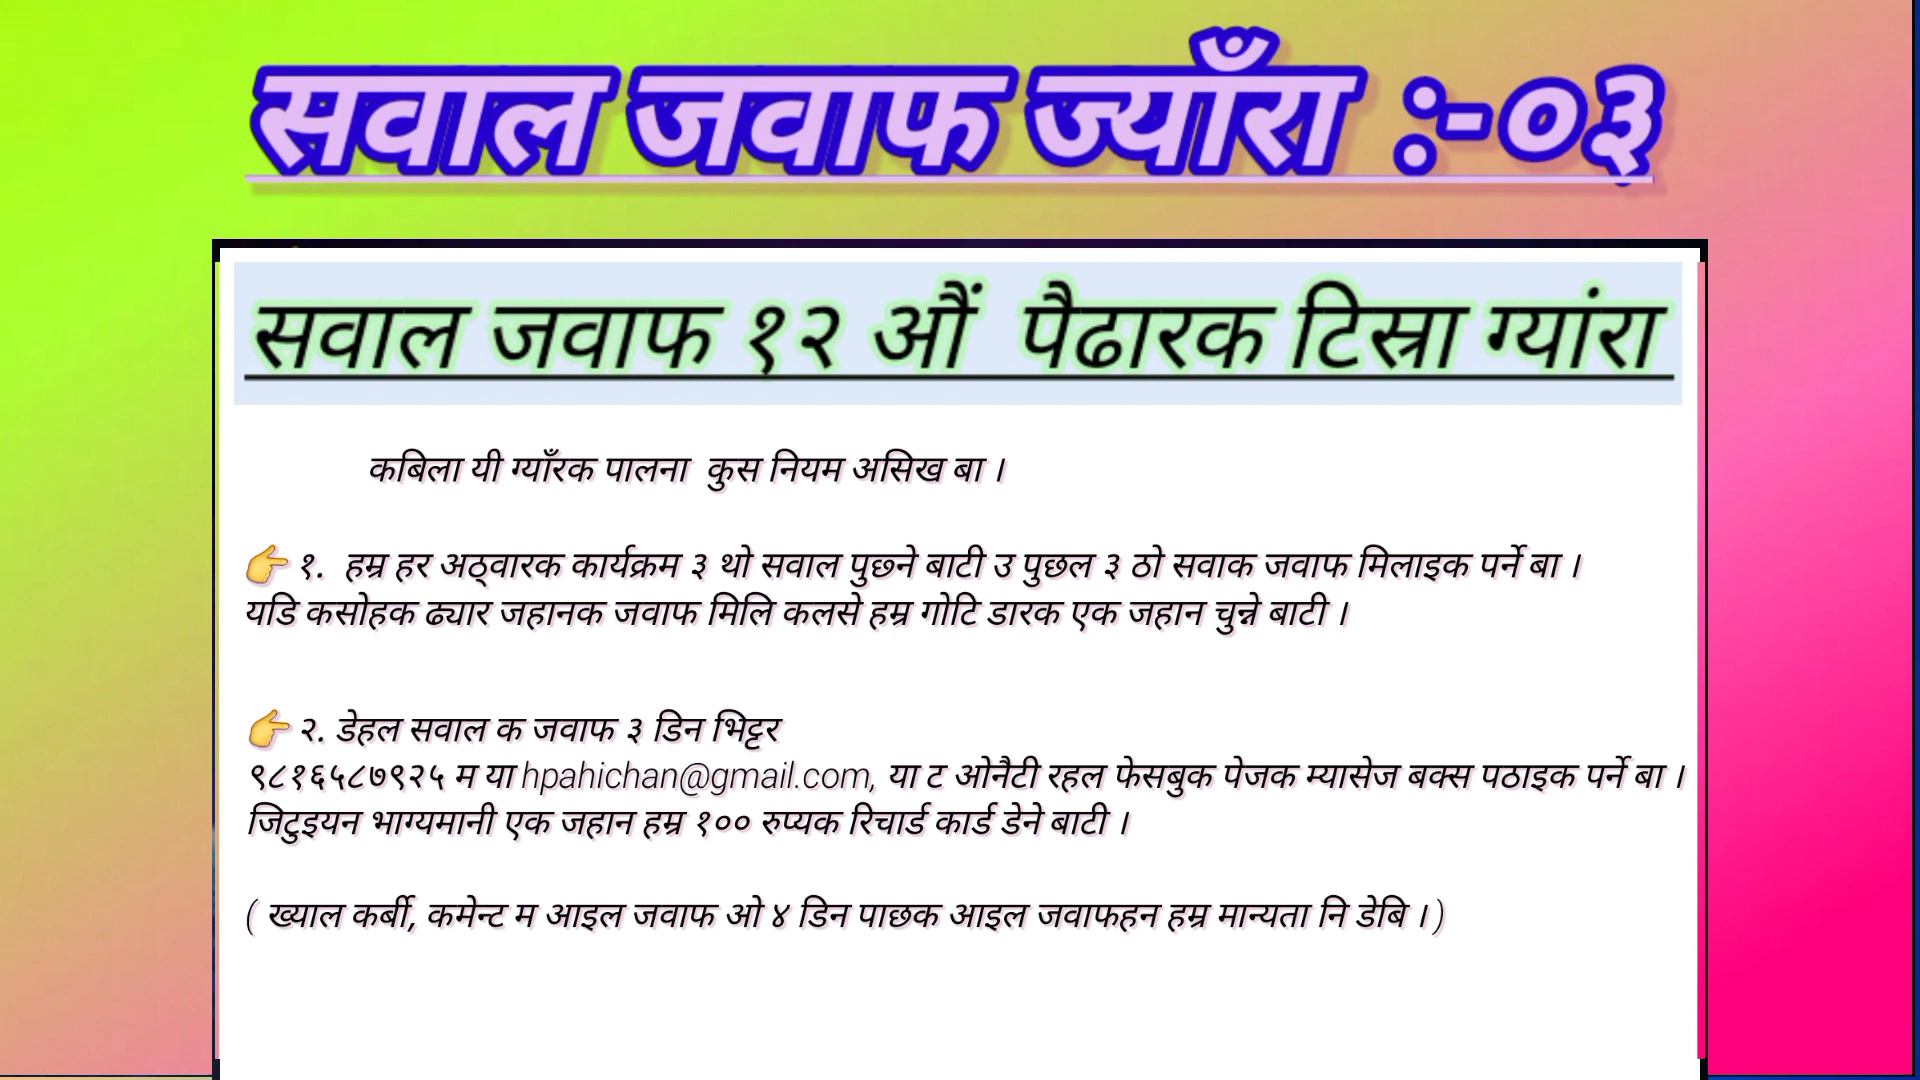 सवाल जवाफ ज्याँरा :-०३
सवाल जवाफ १२ औं पैढारक टिस्रा ग्यांरा
कबिला यी ग्याँरक पालना कुस नियम असिख बा ।
👉 १. हम्र हर अठ्वारक कार्यक्रम ३ थो सवाल पुछ्ने बाटी उ पुछल ३ ठो सवाक जवाफ मिलाइक पर्ने बा ।
यडि कसोहक ढ्यार जहानक जवाफ मिलि कलसे हम्र गोटि डारक एक जहान चुन्ने बाटी ।
👉 २. डेहल सवाल क जवाफ ३ डिन भिट्टर
९८१६५८७९२५ म या hpahichan@gmail.com, या ट ओनैटी रहल फेसबुक पेजक म्यासेज बक्स पठाइक पर्ने बा ।
जिटुइयन भाग्यमानी एक जहान हम्र १०० रुप्यक रिचार्ड कार्ड डेने बाटी ।
( ख्याल कर्बी, कमेन्ट म आइल जवाफ ओ ४ डिन पाछक आइल जवाफहन हम्र मान्यता नि डेबि । )